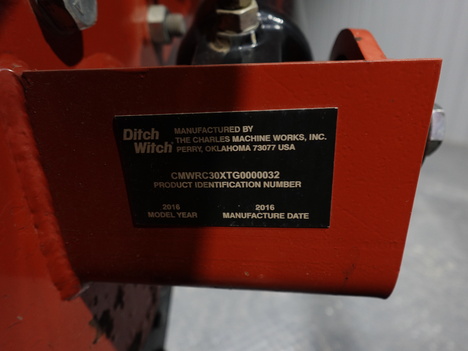 Ditch Witch
MANUFACTURED BY
THE CHARLES MACHINE WORKS, INC.
PERRY, OKLAHOMA 73077 USA
CMWRC30XTG0000032
PRODUCT IDENTIFICATION NUMBER
2016 2016
MODEL YEAR MANUFACTURE DATE